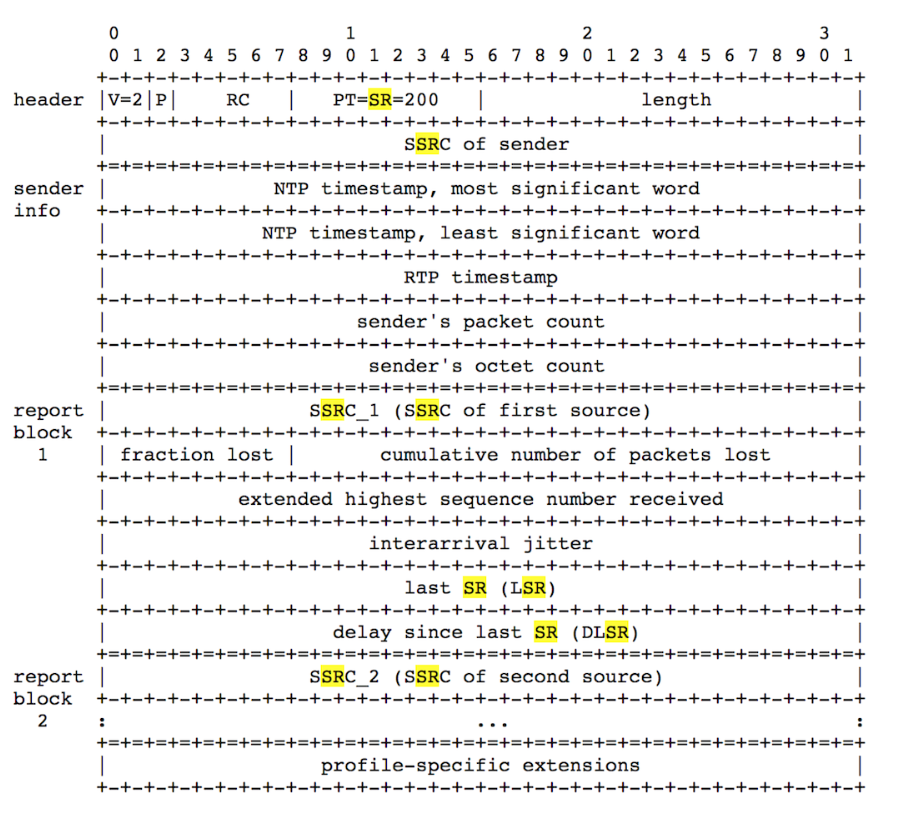 0                   1                   2                   3
0 1 2 3 4 5 6 7 8 9 0 1 2 3 4 5 6 7 8 9 0 1 2 3 4 5 6 7 8 9 0 1
+-+-+-+-+-+-+-+-+-+-+-+-+-+-+-+-+-+-+-+-+-+-+-+-+-+-+-+-+-+-+-+-+
header |V=2|P|    RC   |   PT=SR=200   |             length            |
+-+-+-+-+-+-+-+-+-+-+-+-+-+-+-+-+-+-+-+-+-+-+-+-+-+-+-+-+-+-+-+-+
|                         SSRC of sender                        |
+=+=+=+=+=+=+=+=+=+=+=+=+=+=+=+=+=+=+=+=+=+=+=+=+=+=+=+=+=+=+=+=+
sender |              NTP timestamp, most significant word             |
info   +-+-+-+-+-+-+-+-+-+-+-+-+-+-+-+-+-+-+-+-+-+-+-+-+-+-+-+-+-+-+-+-+
|             NTP timestamp, least significant word             |
+-+-+-+-+-+-+-+-+-+-+-+-+-+-+-+-+-+-+-+-+-+-+-+-+-+-+-+-+-+-+-+-+
|                         RTP timestamp                         |
+-+-+-+-+-+-+-+-+-+-+-+-+-+-+-+-+-+-+-+-+-+-+-+-+-+-+-+-+-+-+-+-+
|                     sender's packet count                     |
+-+-+-+-+-+-+-+-+-+-+-+-+-+-+-+-+-+-+-+-+-+-+-+-+-+-+-+-+-+-+-+-+
|                      sender's octet count                     |
+=+=+=+=+=+=+=+=+=+=+=+=+=+=+=+=+=+=+=+=+=+=+=+=+=+=+=+=+=+=+=+=+
report |                 SSRC_1 (SSRC of first source)                 |
block  +-+-+-+-+-+-+-+-+-+-+-+-+-+-+-+-+-+-+-+-+-+-+-+-+-+-+-+-+-+-+-+-+
1    | fraction lost |       cumulative number of packets lost       |
+-+-+-+-+-+-+-+-+-+-+-+-+-+-+-+-+-+-+-+-+-+-+-+-+-+-+-+-+-+-+-+-+
|           extended highest sequence number received           |
+-+-+-+-+-+-+-+-+-+-+-+-+-+-+-+-+-+-+-+-+-+-+-+-+-+-+-+-+-+-+-+-+
|                      interarrival jitter                      |
+-+-+-+-+-+-+-+-+-+-+-+-+-+-+-+-+-+-+-+-+-+-+-+-+-+-+-+-+-+-+-+-+
|                         last SR (LSR)                         |
+-+-+-+-+-+-+-+-+-+-+-+-+-+-+-+-+-+-+-+-+-+-+-+-+-+-+-+-+-+-+-+-+
|                   delay since last SR (DLSR)                  |
+=+=+=+=+=+=+=+=+=+=+=+=+=+=+=+=+=+=+=+=+=+=+=+=+=+=+=+=+=+=+=+=+
report |                 SSRC_2 (SSRC of second source)                |
block  +-+-+-+-+-+-+-+-+-+-+-+-+-+-+-+-+-+-+-+-+-+-+-+-+-+-+-+-+-+-+-+-+
2    :                               ...                             :
+=+=+=+=+=+=+=+=+=+=+=+=+=+=+=+=+=+=+=+=+=+=+=+=+=+=+=+=+=+=+=+=+
|                  profile-specific extensions                  |
+-+-+-+-+-+-+-+-+-+-+-+-+-+-+-+-+-+-+-+-+-+-+-+-+-+-+-+-+-+-+-+-+